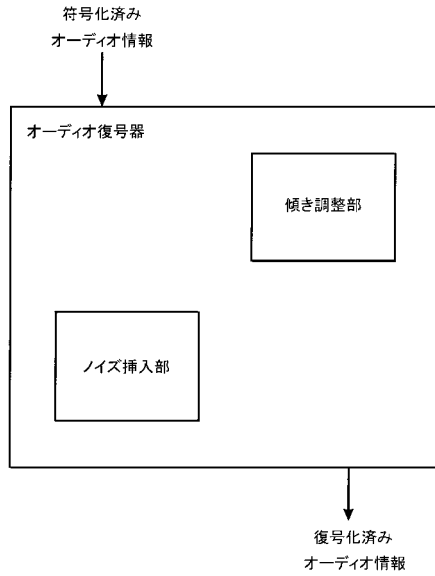 符号化済み
オーディオ情報
オーディオ復号器
傾き調整部
ノイズ挿入部
復号化済み
オーディオ情報